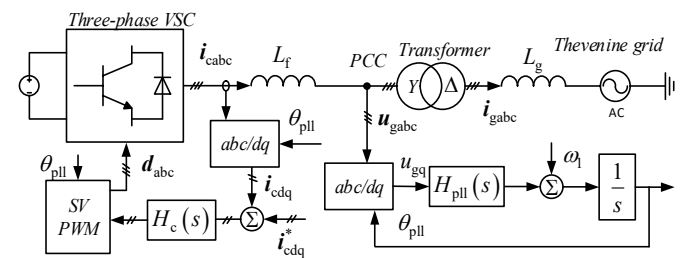 Three-phase VSC
i_cabc
L_f
PCC
Transformer
L_g
Thevenine grid
Y
Δ
AC
i_gabc
u_gabc
θ_pll
d_abc
abc/dq
θ_pll
i_cdq
SV
PWM
H_c(s)
Σ
i*_cdq
abc/dq
u_gq
H_pll(s)
Σ
ω_1
1
s
θ_pll